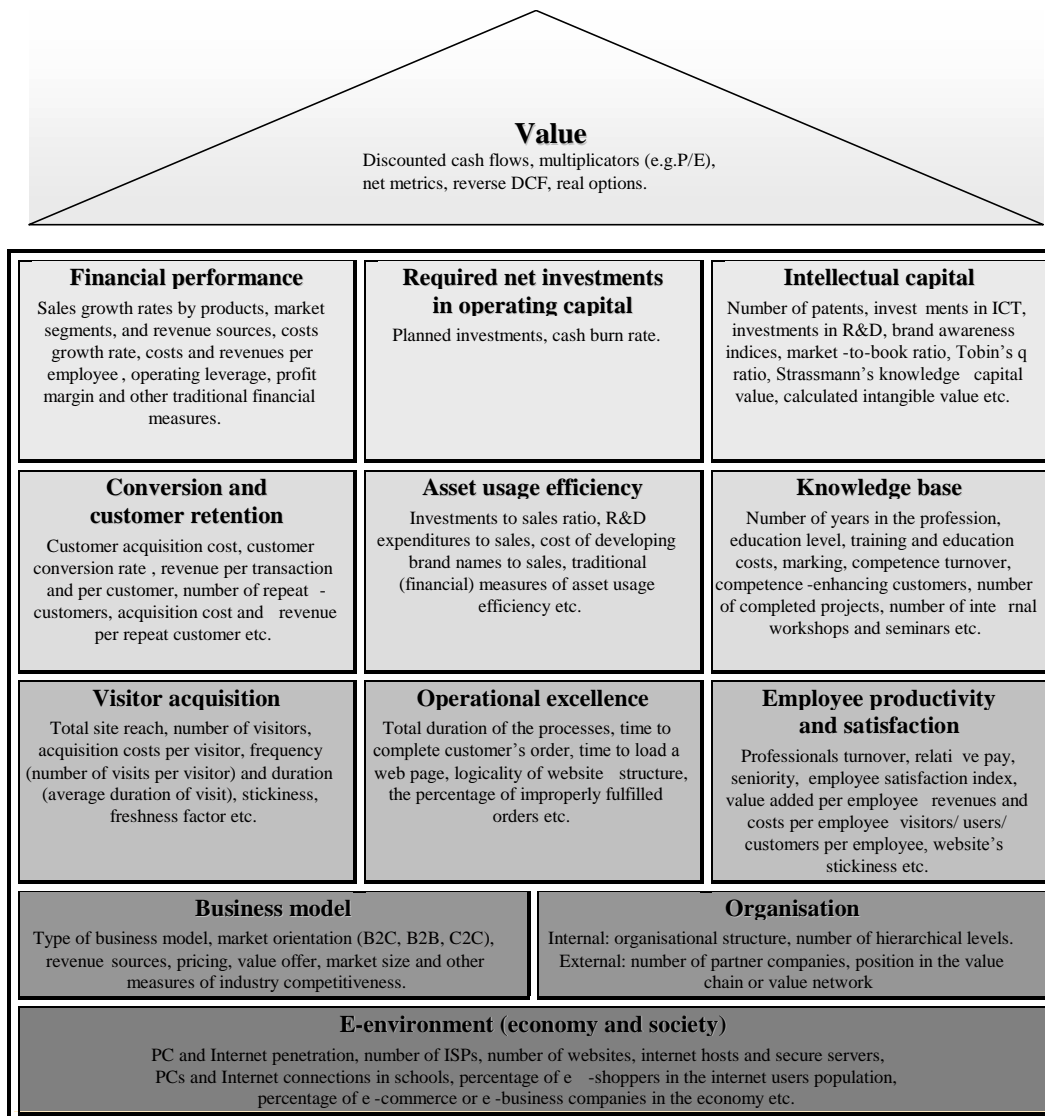 Value
Discounted cash flows, multiplicators (e.g.P/E),
net metrics, reverse DCF, real options.
Financial performance
Sales growth rates by products, market
segments, and revenue sources, costs
growth rate, costs and revenues per
employee , operating leverage, profit
margin and other traditional financial
measures.
Required net investments
in operating capital
Planned investments, cash burn rate.
Intellectual capital
Number of patents, invest ments in ICT,
investments in R&D, brand awareness
indices, market -to-book ratio, Tobin's q
ratio, Strassmann's knowledge capital
value, calculated intangible value etc.
Conversion and
customer retention
Customer acquisition cost, customer
conversion rate , revenue per transaction
and per customer, number of repeat -
customers, acquisition cost and revenue
per repeat customer etc.
Asset usage efficiency
Investments to sales ratio, R&D
expenditures to sales, cost of developing
brand names to sales, traditional
(financial) measures of asset usage
efficiency etc.
Knowledge base
Number of years in the profession,
education level, training and education
costs, marking, competence turnover,
competence -enhancing customers, number
of completed projects, number of inte rnal
workshops and seminars etc.
Visitor acquisition
Total site reach, number of visitors,
acquisition costs per visitor, frequency
(number of visits per visitor) and duration
(average duration of visit), stickiness,
freshness factor etc.
Operational excellence
Total duration of the processes, time to
complete customer's order, time to load a
web page, logicality of website structure,
the percentage of improperly fulfilled
orders etc.
Employee productivity
and satisfaction
Professionals turnover, relati ve pay,
seniority, employee satisfaction index,
value added per employee revenues and
costs per employee visitors/ users/
customers per employee, website's
stickiness etc.
Business model
Type of business model, market orientation (B2C, B2B, C2C),
revenue sources, pricing, value offer, market size and other
measures of industry competitiveness.
Organisation
Internal: organisational structure, number of hierarchical levels.
External: number of partner companies, position in the value
chain or value network
E-environment (economy and society)
PC and Internet penetration, number of ISPs, number of websites, internet hosts and secure servers,
PCs and Internet connections in schools, percentage of e -shoppers in the internet users population,
percentage of e -commerce or e -business companies in the economy etc.